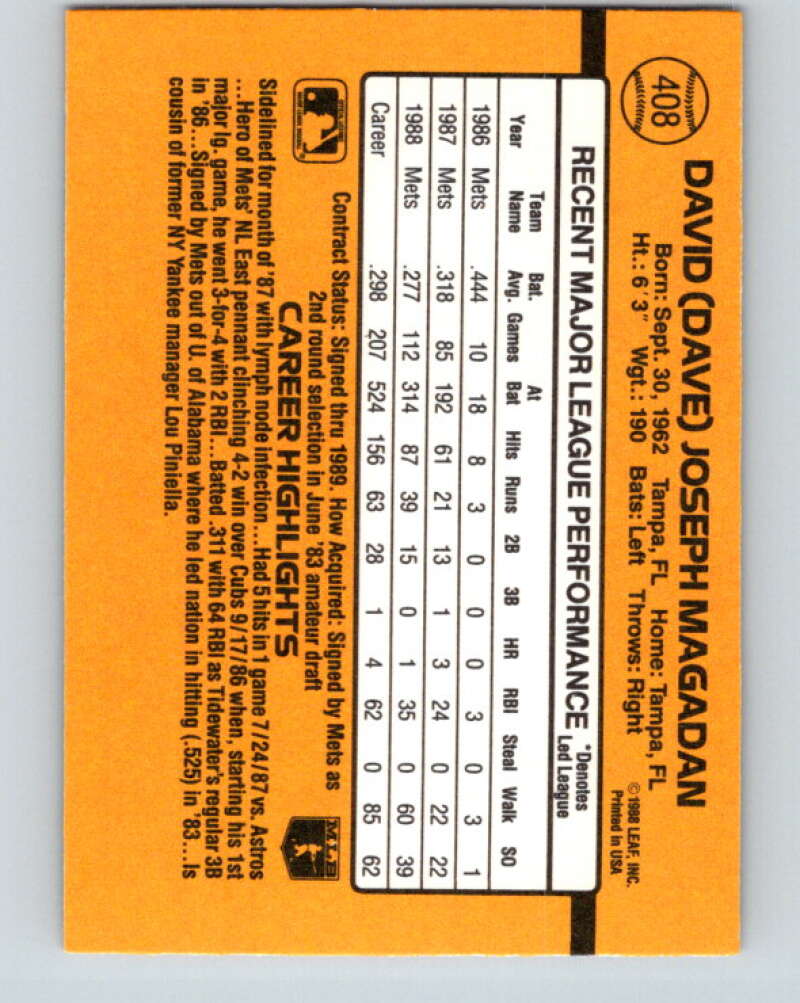 408
DAVID (DAVE) JOSEPH MAGADAN
Born: Sept. 30, 1962 Tampa, FL Home: Tampa, FL
Ht.: 6'3" Wgt.: 190 Bats: Left Throws: Right
© 1988 LEAF, INC.
Printed in USA
RECENT MAJOR LEAGUE PERFORMANCE *Denotes Led League
Year Team Name Bat. Avg. Games At Bat Hits Runs 2B 3B HR RBI Steal Walk SO
1986 Mets .444 10 18 8 3 0 0 0 3 0 3 1
1987 Mets .318 85 192 61 21 13 1 3 24 0 22 22
1988 Mets .277 112 314 87 39 15 0 1 35 0 60 39
Career .298 207 524 156 63 28 1 4 62 0 85 62
Contract Status: Signed thru 1989. How Acquired: Signed by Mets as
2nd round selection in June '83 amateur draft
CAREER HIGHLIGHTS
MLB
Sidelined for month of '87 with lymph node infection...Had 5 hits in 1 game 7/24/87 vs. Astros
...Hero of Mets' NL East pennant clinching 4-2 win over Cubs 9/17/86 when, starting his 1st
major lg. game, he went 3-for-4 with 2 RBI...Batted .311 with 64 RBI as Tidewater's regular 3B
in '86...Signed by Mets out of U. of Alabama where he led nation in hitting (.525) in '83...Is
cousin of former NY Yankee manager Lou Piniella.